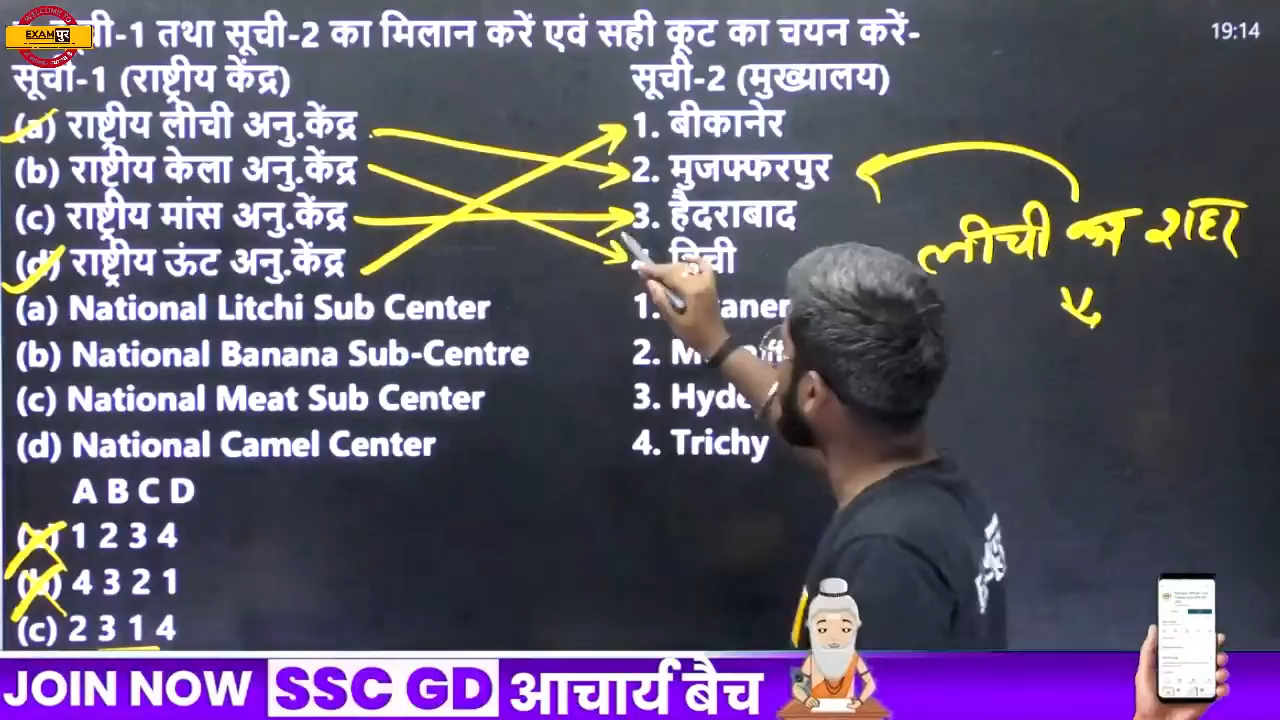 EXAM पुर
19:14
सूची-1 तथा सूची-2 का मिलान करें एवं सही कूट का चयन करें-
सूची-1 (राष्ट्रीय केंद्र) सूची-2 (मुख्यालय)
(a) राष्ट्रीय लीची अनु.केंद्र 1. बीकानेर
(b) राष्ट्रीय केला अनु.केंद्र 2. मुजफ्फरपुर
(c) राष्ट्रीय मांस अनु.केंद्र 3. हैदराबाद
(d) राष्ट्रीय ऊंट अनु.केंद्र
लीची का शहर
(a) National Litchi Sub Center 1.
(b) National Banana Sub-Centre 2.
(c) National Meat Sub Center 3.
(d) National Camel Center 4. Trichy
A B C D
(a) 1 2 3 4
(b) 4 3 2 1
(c) 2 3 1 4
JOIN NOW SSC GD आचार्य बैच